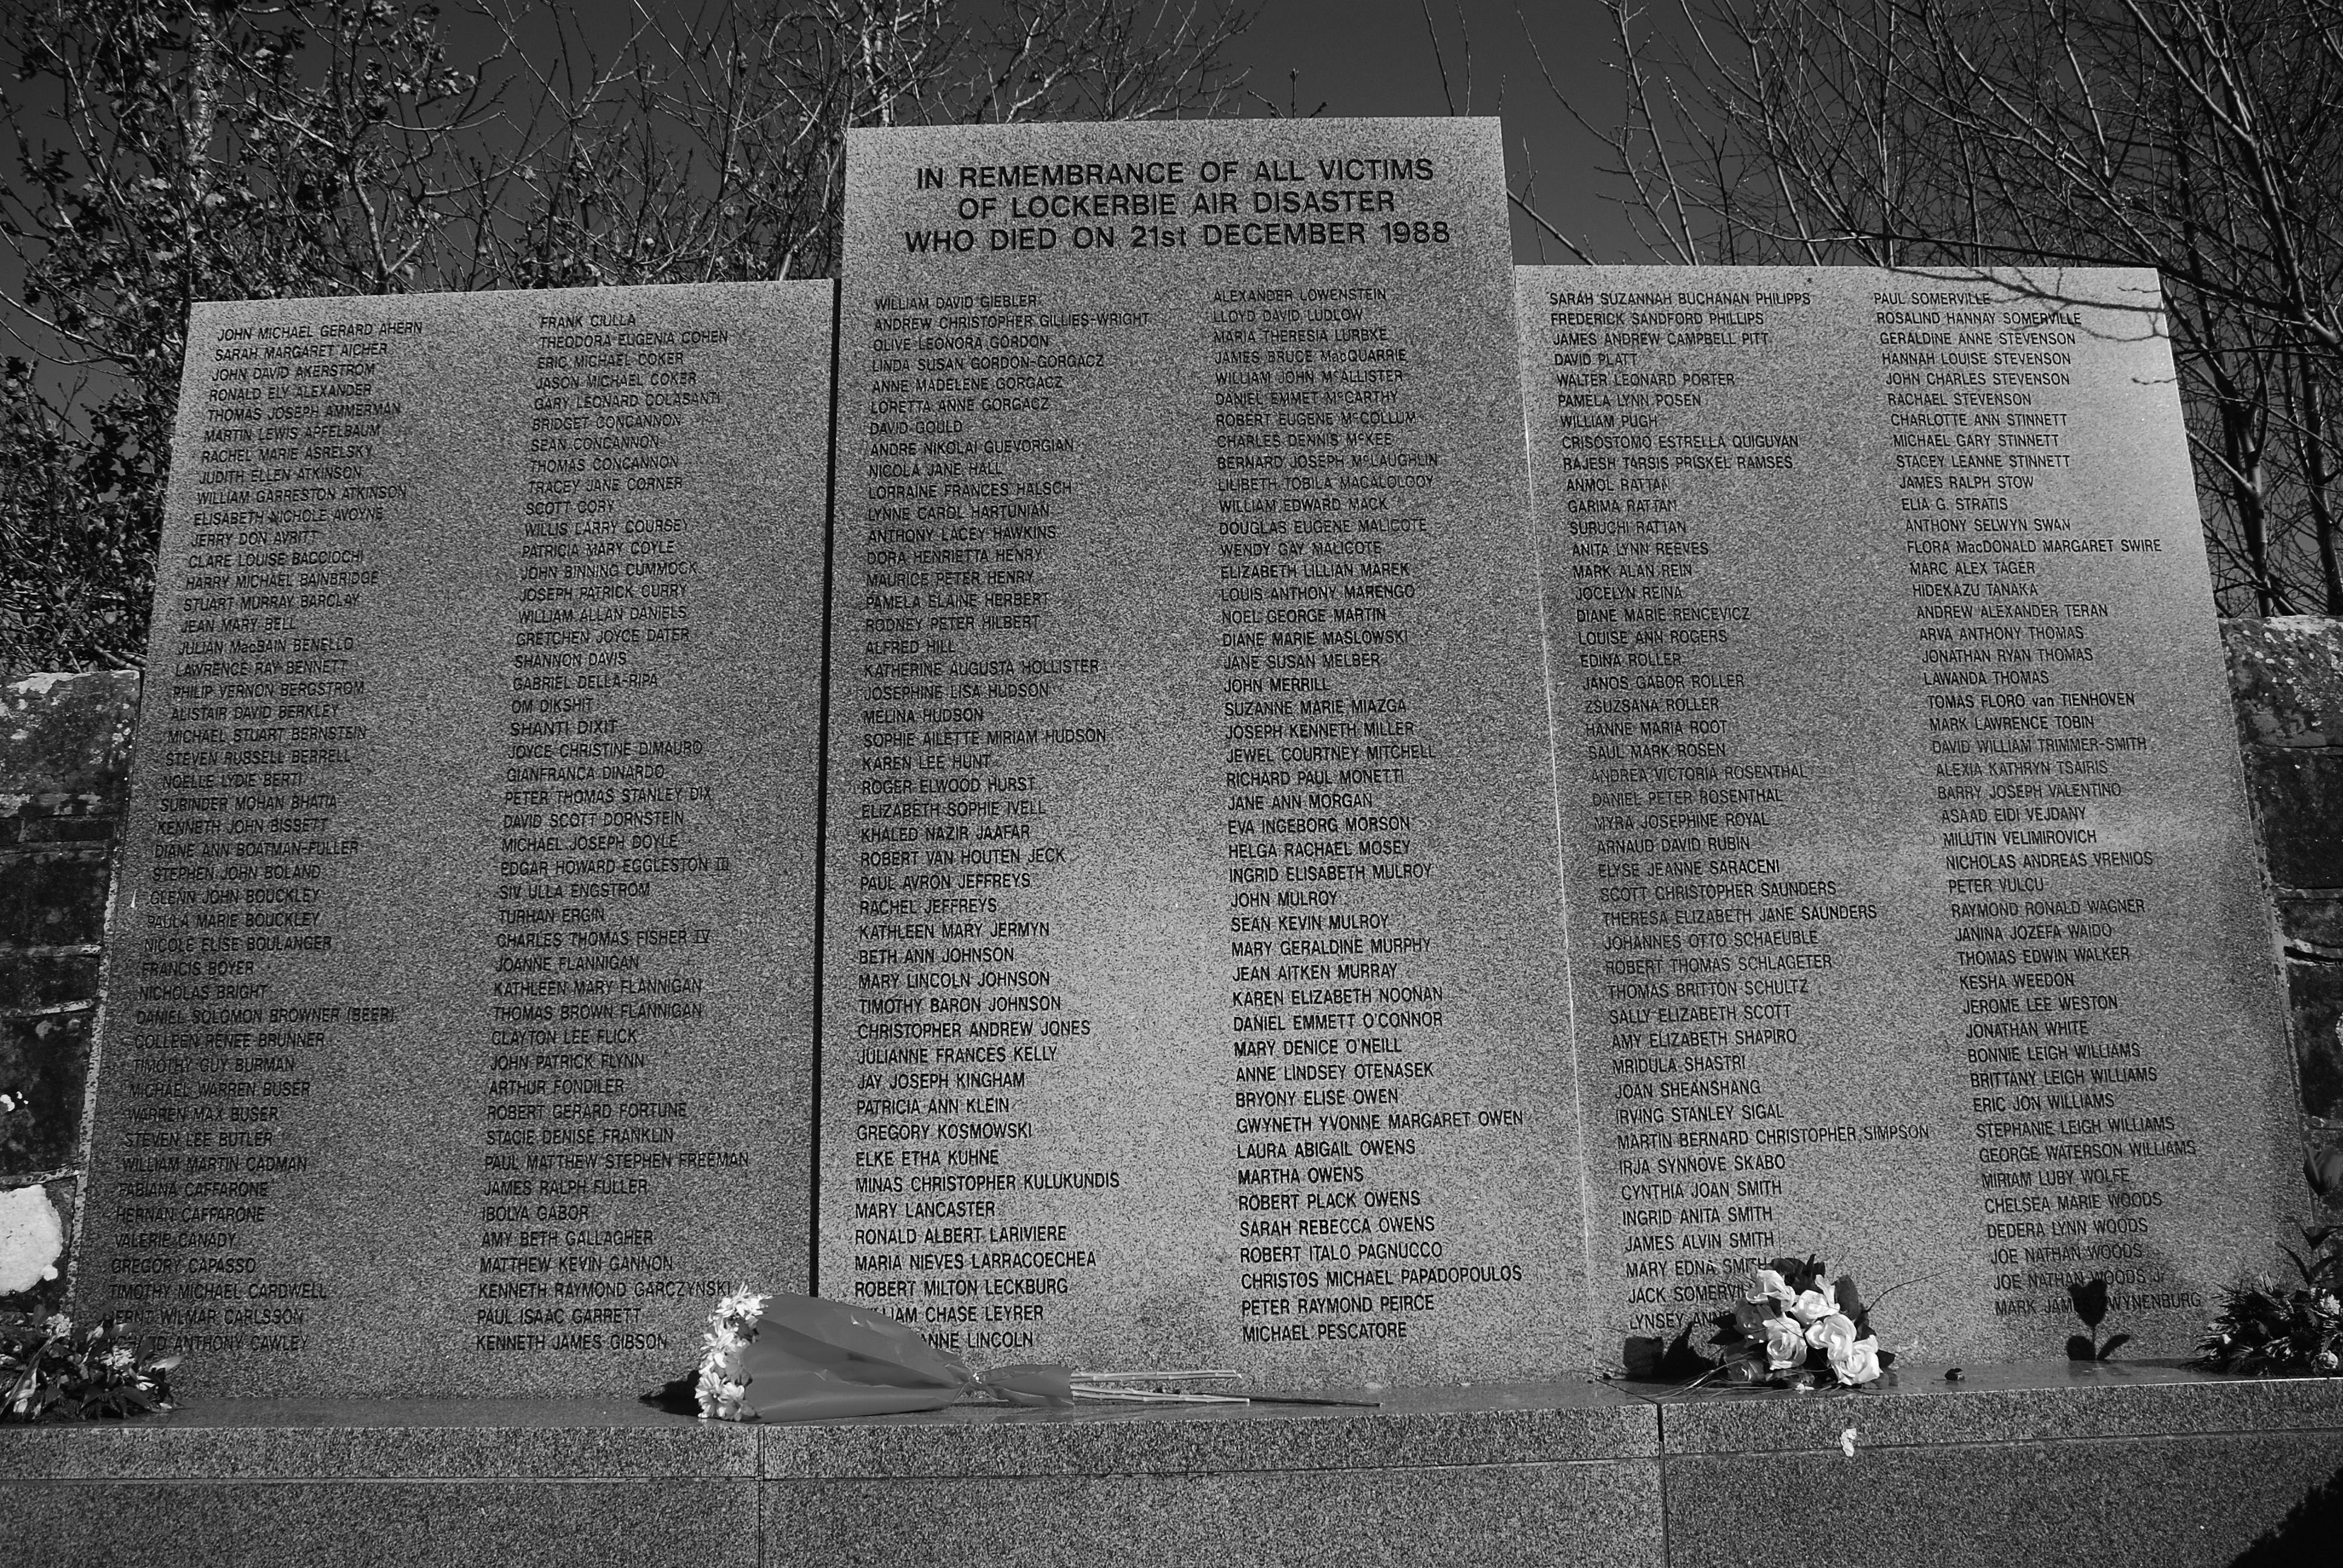 IN REMEMBRANCE OF ALL VICTIMS
OF LOCKERBIE AIR DISASTER
WHO DIED ON 21st DECEMBER 1988
JOHN MICHAEL GERARD AHERN
SARAH MARGARET AICHER
JOHN DAVID AKERSTROM
RONALD ELY ALEXANDER
THOMAS JOSEPH AMMERMAN
MARTIN LEWIS APFELBAUM
RACHEL MARIE ASRELSKY
JUDITH ELLEN ATKINSON
WILLIAM GARRESTON ATKINSON
ELISABETH NICHOLE AVOYNE
JERRY DON AVRITT
CLARE LOUISE BACCIOCHI
HARRY MICHAEL BAINBRIDGE
STUART MURRAY BARCLAY
JEAN MARY BELL
JULIAN MacBAIN BENELLO
LAWRENCE RAY BENNETT
PHILIP VERNON BERGSTROM
ALISTAIR DAVID BERKLEY
MICHAEL STUART BERNSTEIN
STEVEN RUSSELL BERRELL
NOELLE LYDIE BERTI
SURINDER MOHAN BHATIA
KENNETH JOHN BISSETT
DIANE ANN BOATMAN-FULLER
STEPHEN JOHN BOLAND
GLENN JOHN BOUCKLEY
PAULA MARIE BOUCKLEY
NICOLE ELISE BOULANGER
FRANCIS BOYER
NICHOLAS BRIGHT
DANIEL SOLOMON BROWNER (BEER)
COLLEEN RENEE BRUNNER
TIMOTHY GUY BURMAN
MICHAEL WARREN BUSER
WARREN MAX BUSER
STEVEN LEE BUTLER
WILLIAM MARTIN CADMAN
FABIANA CAFFARONE
HERNAN CAFFARONE
VALERIE CANADY
GREGORY CAPASSO
TIMOTHY MICHAEL CARDWELL
WILMAR CARLSSON
ANTHONY CAWLEY
FRANK CIULLA
THEODORA EUGENIA COHEN
ERIC MICHAEL COKER
JASON MICHAEL COKER
GARY LEONARD COLASANTI
BRIDGET CONCANNON
SEAN CONCANNON
THOMAS CONCANNON
TRACEY JANE CORNER
SCOTT CORY
WILLIS LARRY COURSEY
PATRICIA MARY COYLE
JOHN BINNING CUMMOCK
JOSEPH PATRICK CURRY
WILLIAM ALLAN DANIELS
GRETCHEN JOYCE DATER
SHANNON DAVIS
GABRIEL DELLA-RIPA
OM DIKSHIT
SHANTI DIXIT
JOYCE CHRISTINE DIMAURO
GIANFRANCA DINARDO
PETER THOMAS STANLEY DIX
DAVID SCOTT DORNSTEIN
MICHAEL JOSEPH DOYLE
EDGAR HOWARD EGGLESTON III
SIV ULLA ENGSTROM
TURHAN ERGIN
CHARLES THOMAS FISHER IV
JOANNE FLANNIGAN
KATHLEEN MARY FLANNIGAN
THOMAS BROWN FLANNIGAN
CLAYTON LEE FLICK
JOHN PATRICK FLYNN
ARTHUR FONDILER
ROBERT GERARD FORTUNE
STACIE DENISE FRANKLIN
PAUL MATTHEW STEPHEN FREEMAN
JAMES RALPH FULLER
IBOLYA GABOR
AMY BETH GALLAGHER
MATTHEW KEVIN GANNON
KENNETH RAYMOND GARCZYNSKI
PAUL ISAAC GARRETT
KENNETH JAMES GIBSON
WILLIAM DAVID GIEBLER
ANDREW CHRISTOPHER GILLIES-WRIGHT
OLIVE LEONORA GORDON
LINDA SUSAN GORDON-GORGACZ
ANNE MADELENE GORGACZ
LORETTA ANNE GORGACZ
DAVID GOULD
ANDRE NIKOLAI GUEVORGIAN
NICOLA JANE HALL
LORRAINE FRANCES HALSCH
LYNNE CAROL HARTUNIAN
ANTHONY LACEY HAWKINS
DORA HENRIETTA HENRY
MAURICE PETER HENRY
PAMELA ELAINE HERBERT
RODNEY PETER HILBERT
ALFRED HILL
KATHERINE AUGUSTA HOLLISTER
JOSEPHINE LISA HUDSON
MELINA HUDSON
SOPHIE AILETTE MIRIAM HUDSON
KAREN LEE HUNT
ROGER ELWOOD HURST
ELIZABETH SOPHIE IVELL
KHALED NAZIR JAAFAR
ROBERT VAN HOUTEN JECK
PAUL AVRON JEFFREYS
RACHEL JEFFREYS
KATHLEEN MARY JERMYN
BETH ANN JOHNSON
MARY LINCOLN JOHNSON
TIMOTHY BARON JOHNSON
CHRISTOPHER ANDREW JONES
JULIANNE FRANCES KELLY
JAY JOSEPH KINGHAM
PATRICIA ANN KLEIN
GREGORY KOSMOWSKI
ELKE ETHA KUHNE
MINAS CHRISTOPHER KULUKUNDIS
MARY LANCASTER
RONALD ALBERT LARIVIERE
MARIA NIEVES LARRACOECHEA
ROBERT MILTON LECKBURG
WILLIAM CHASE LEYRER
ANNE LINCOLN
ALEXANDER LOWENSTEIN
LLOYD DAVID LUDLOW
MARIA THERESIA LURBKE
JAMES BRUCE MacQUARRIE
WILLIAM JOHN McALLISTER
DANIEL EMMET McCARTHY
ROBERT EUGENE McCOLLUM
CHARLES DENNIS McKEE
BERNARD JOSEPH McLAUGHLIN
LILIBETH TOBILA MACALOLOOY
WILLIAM EDWARD MACK
DOUGLAS EUGENE MALICOTE
WENDY GAY MALICOTE
ELIZABETH LILLIAN MAREK
LOUIS ANTHONY MARENGO
NOEL GEORGE MARTIN
DIANE MARIE MASLOWSKI
JANE SUSAN MELBER
JOHN MERRILL
SUZANNE MARIE MIAZGA
JOSEPH KENNETH MILLER
JEWEL COURTNEY MITCHELL
RICHARD PAUL MONETTI
JANE ANN MORGAN
EVA INGEBORG MORSON
HELGA RACHAEL MOSEY
INGRID ELISABETH MULROY
JOHN MULROY
SEAN KEVIN MULROY
MARY GERALDINE MURPHY
JEAN AITKEN MURRAY
KAREN ELIZABETH NOONAN
DANIEL EMMETT O'CONNOR
MARY DENICE O'NEILL
ANNE LINDSEY OTENASEK
BRYONY ELISE OWEN
GWYNETH YVONNE MARGARET OWEN
LAURA ABIGAIL OWENS
MARTHA OWENS
ROBERT PLACK OWENS
SARAH REBECCA OWENS
ROBERT ITALO PAGNUCCO
CHRISTOS MICHAEL PAPADOPOULOS
PETER RAYMOND PEIRCE
MICHAEL PESCATORE
SARAH SUZANNAH BUCHANAN PHILIPPS
FREDERICK SANDFORD PHILLIPS
JAMES ANDREW CAMPBELL PITT
DAVID PLATT
WALTER LEONARD PORTER
PAMELA LYNN POSEN
WILLIAM PUGH
CRISOSTOMO ESTRELLA QUIGUYAN
RAJESH TARSIS PRISKEL RAMSES
ANMOL RATTAN
GARIMA RATTAN
SURUCHI RATTAN
ANITA LYNN REEVES
MARK ALAN REIN
JOCELYN REINA
DIANE MARIE RENCEVICZ
LOUISE ANN ROGERS
EDINA ROLLER
JANOS GABOR ROLLER
ZSUZSANA ROLLER
HANNE MARIA ROOT
SAUL MARK ROSEN
ANDREA VICTORIA ROSENTHAL
DANIEL PETER ROSENTHAL
MYRA JOSEPHINE ROYAL
ARNAUD DAVID RUBIN
ELYSE JEANNE SARACENI
SCOTT CHRISTOPHER SAUNDERS
THERESA ELIZABETH JANE SAUNDERS
JOHANNES OTTO SCHAEUBLE
ROBERT THOMAS SCHLAGETER
THOMAS BRITTON SCHULTZ
SALLY ELIZABETH SCOTT
AMY ELIZABETH SHAPIRO
MRIDULA SHASTRI
JOAN SHEANSHANG
IRVING STANLEY SIGAL
MARTIN BERNARD CHRISTOPHER SIMPSON
IRJA SYNNOVE SKABO
CYNTHIA JOAN SMITH
INGRID ANITA SMITH
JAMES ALVIN SMITH
MARY EDNA SMITH
JACK SOMERVIL
LYNSEY ANN
PAUL SOMERVILLE
ROSALIND HANNAY SOMERVILLE
GERALDINE ANNE STEVENSON
HANNAH LOUISE STEVENSON
JOHN CHARLES STEVENSON
RACHAEL STEVENSON
CHARLOTTE ANN STINNETT
MICHAEL GARY STINNETT
STACEY LEANNE STINNETT
JAMES RALPH STOW
ELIA G. STRATIS
ANTHONY SELWYN SWAN
FLORA MacDONALD MARGARET SWIRE
MARC ALEX TAGER
HIDEKAZU TANAKA
ANDREW ALEXANDER TERAN
ARVA ANTHONY THOMAS
JONATHAN RYAN THOMAS
LAWANDA THOMAS
TOMAS FLORO van TIENHOVEN
MARK LAWRENCE TOBIN
DAVID WILLIAM TRIMMER-SMITH
ALEXIA KATHRYN TSAIRIS
BARRY JOSEPH VALENTINO
ASAAD EIDI VEJDANY
MILUTIN VELIMIROVICH
NICHOLAS ANDREAS VRENIOS
PETER VULCU
RAYMOND RONALD WAGNER
JANINA JOZEFA WAIDO
THOMAS EDWIN WALKER
KESHA WEEDON
JEROME LEE WESTON
JONATHAN WHITE
BONNIE LEIGH WILLIAMS
BRITTANY LEIGH WILLIAMS
ERIC JON WILLIAMS
STEPHANIE LEIGH WILLIAMS
GEORGE WATERSON WILLIAMS
MIRIAM LUBY WOLFE
CHELSEA MARIE WOODS
DEDERA LYNN WOODS
JOE NATHAN WOODS
JOE NATHAN WOODS Jr
MARK JAMES ZWYNENBURG